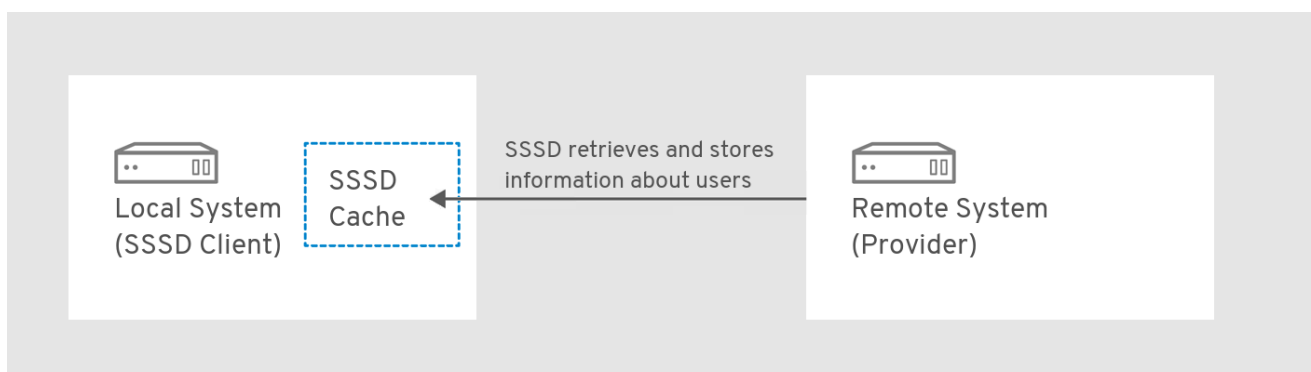 SSSD retrieves and stores
information about users
SSSD
Cache
Local System
(SSSD Client)
Remote System
(Provider)